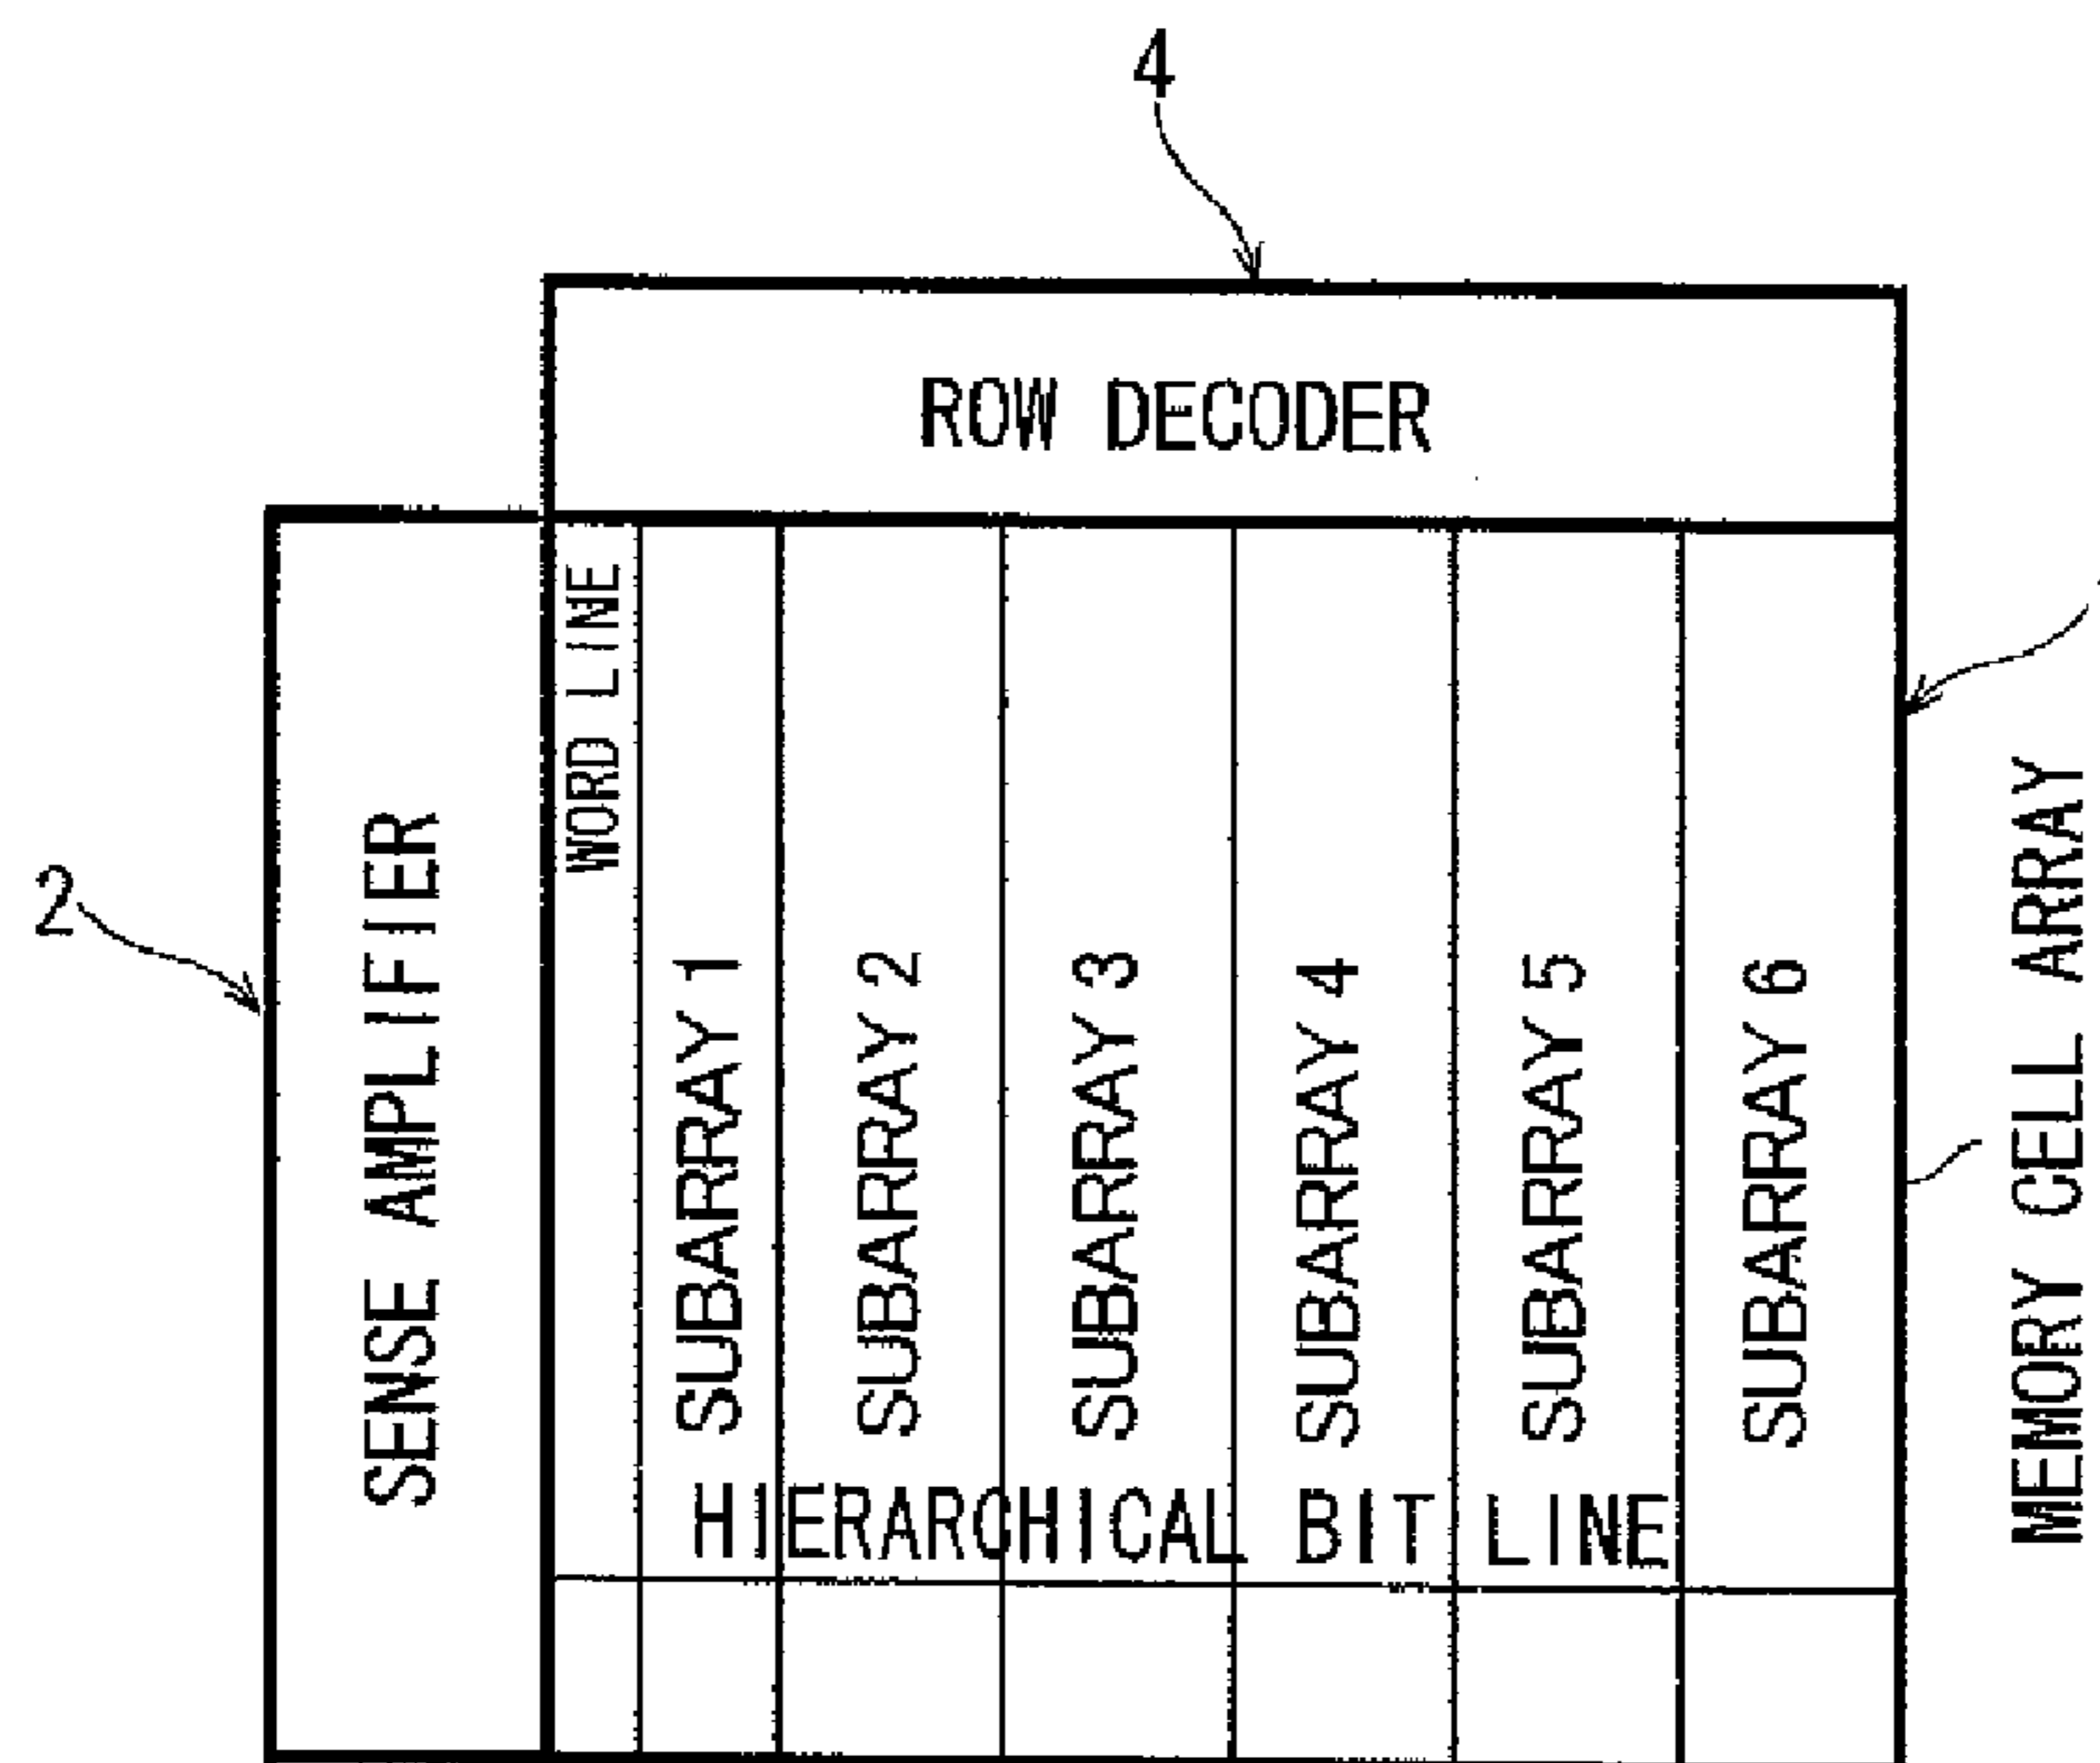 4
ROW DECODER
2
SENSE AMPLIFIER
WORD LINE
SUBARRAY 1
SUBARRAY 2
SUBARRAY 3
SUBARRAY 4
SUBARRAY 5
SUBARRAY 6
MEMORY CELL ARRAY
HIERARCHICAL BIT LINE